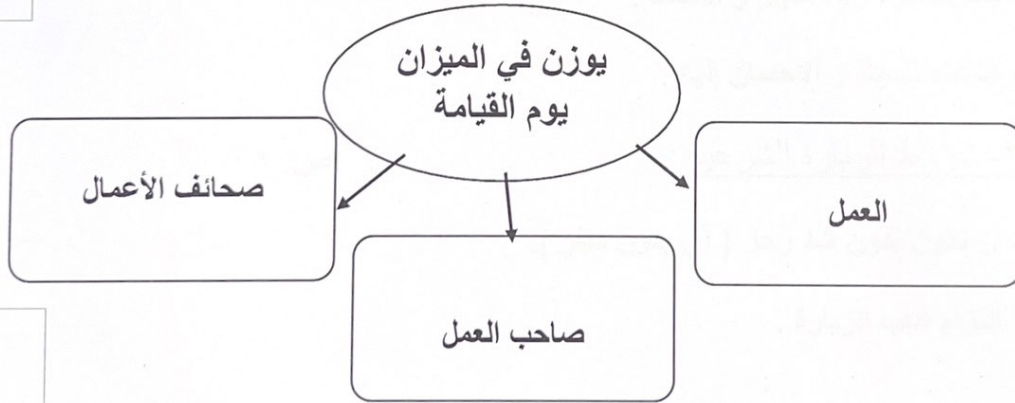 يوزن في الميزان
يوم القيامة
العمل
صاحب العمل
صحائف الأعمال